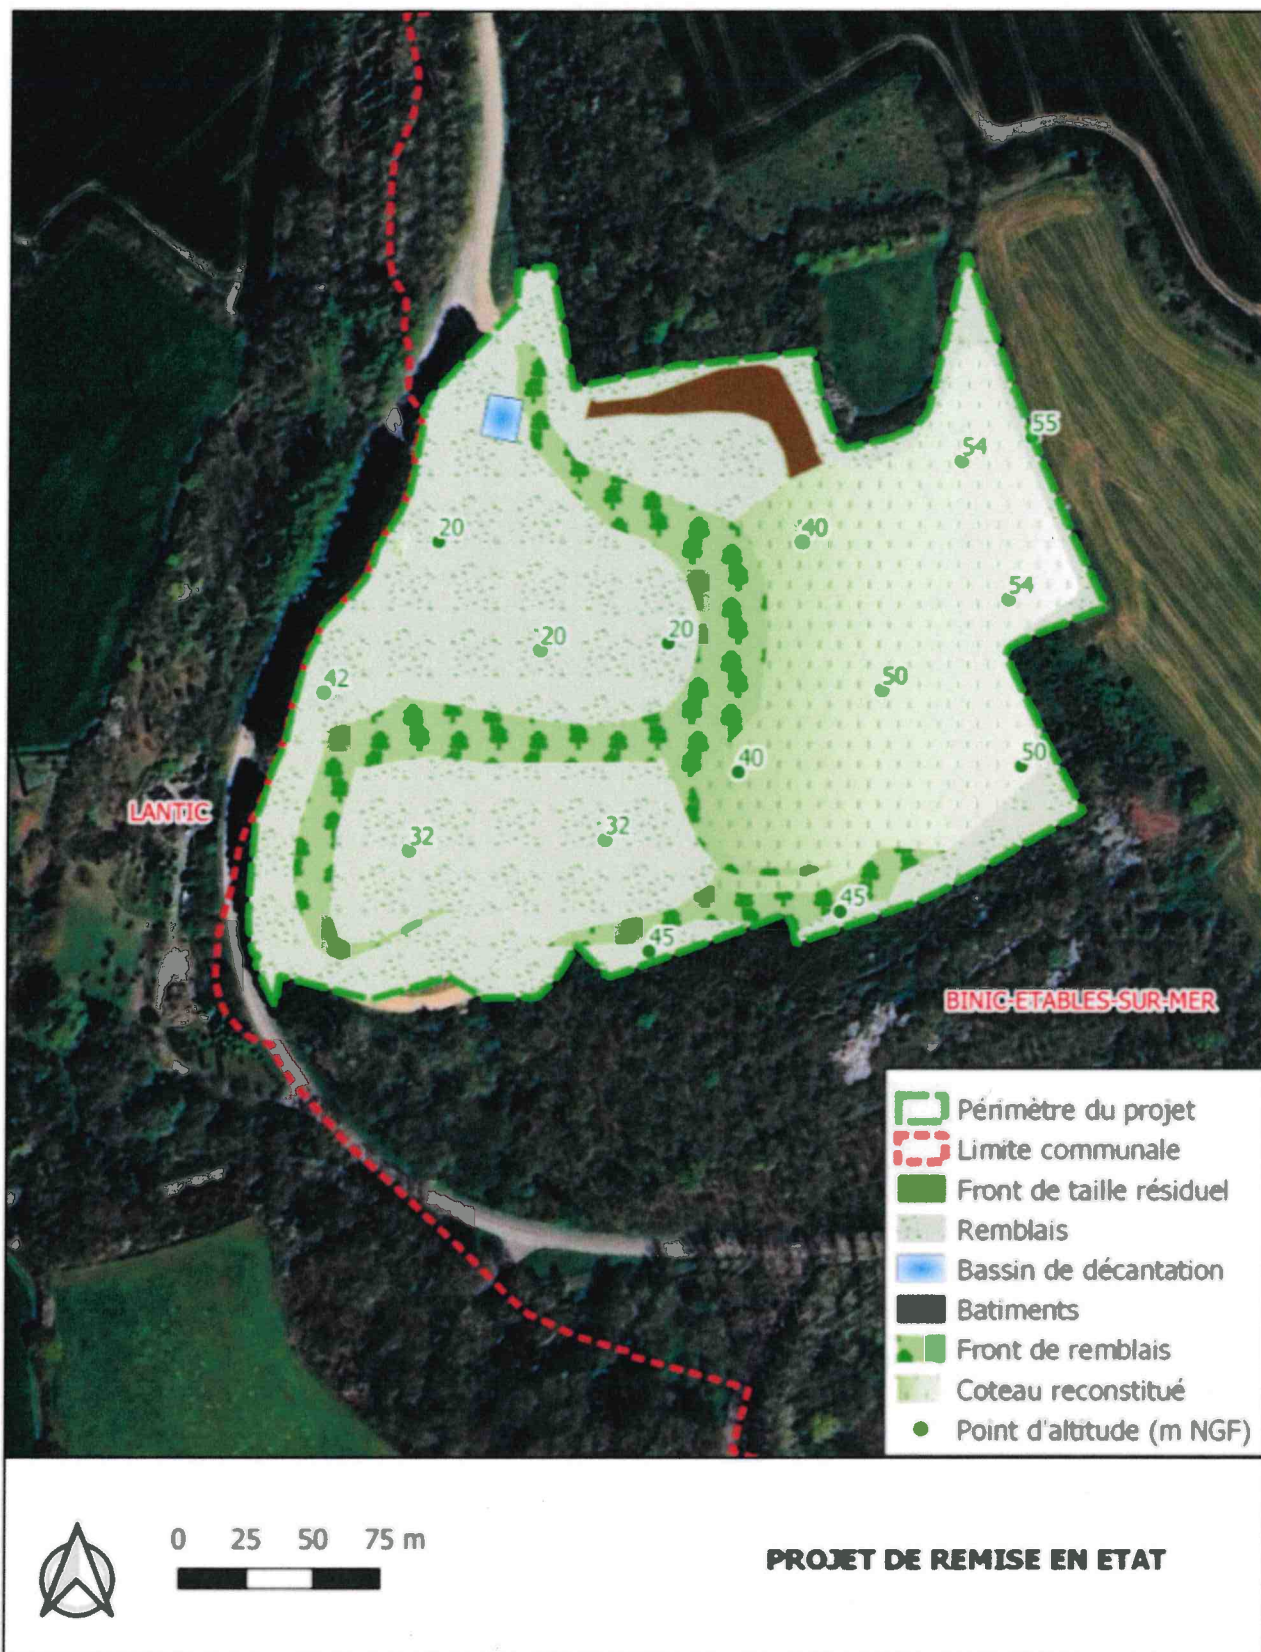 55
54
20
40
54
20
20
42
50
50
40
LANTIC
32
32
45
45
BINIC-ETABLES-SUR-MER
Périmètre du projet
Limite communale
Front de taille résiduel
Remblais
Bassin de décantation
Batiments
Front de remblais
Coteau reconstitué
Point d'altitude (m NGF)
0 25 50 75 m
PROJET DE REMISE EN ETAT